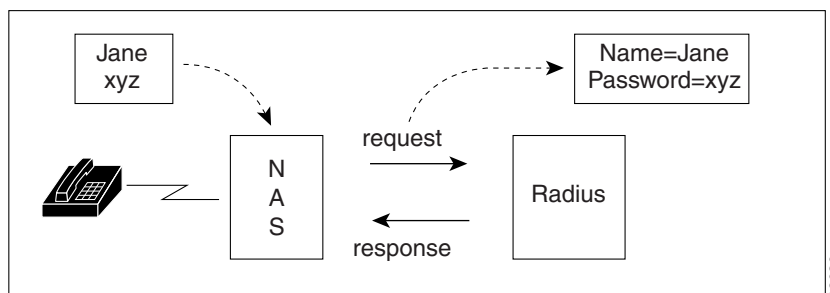 Jane
xyz
Name=Jane
Password=xyz
request
N
A
S
Radius
response